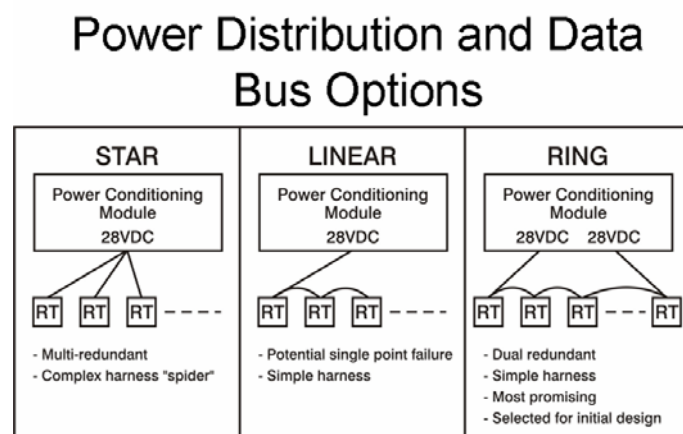 Power Distribution and Data
Bus Options
STAR
Power Conditioning
Module
28VDC
RT RT RT
- Multi-redundant
- Complex harness "spider"
LINEAR
Power Conditioning
Module
28VDC
RT RT RT
- Potential single point failure
- Simple harness
RING
Power Conditioning
Module
28VDC 28VDC
RT RT RT RT
- Dual redundant
- Simple harness
- Most promising
- Selected for initial design